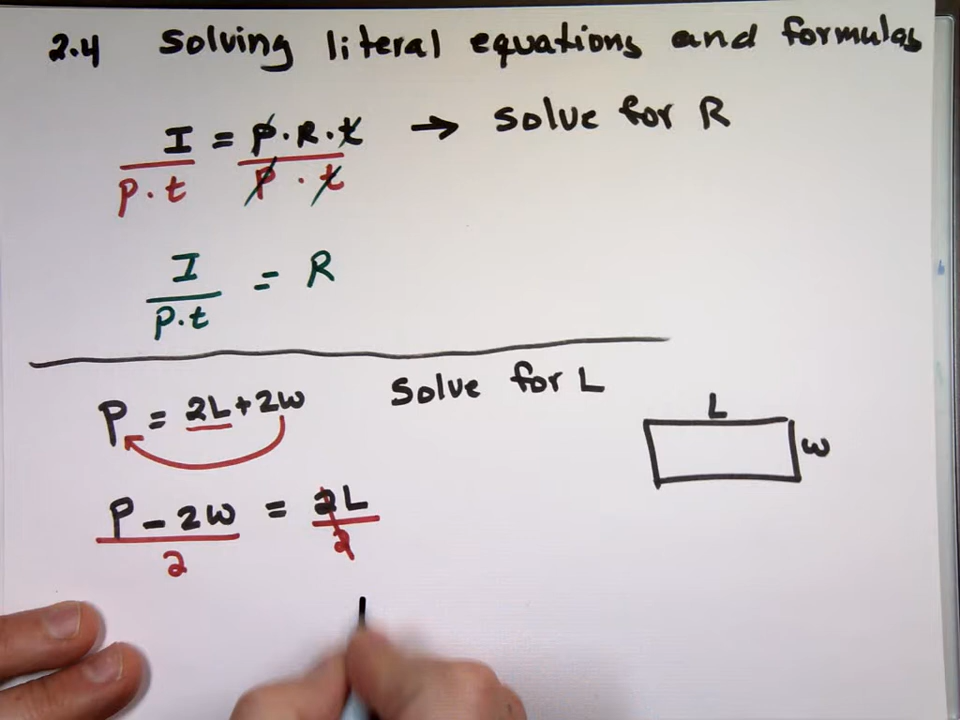 2.4 Solving literal equations and formulas
I = p · R · t → solve for R
p · t p · t
I = R
p · t
P = 2L + 2w Solve for L
L
w
P - 2w = 2L
2 2